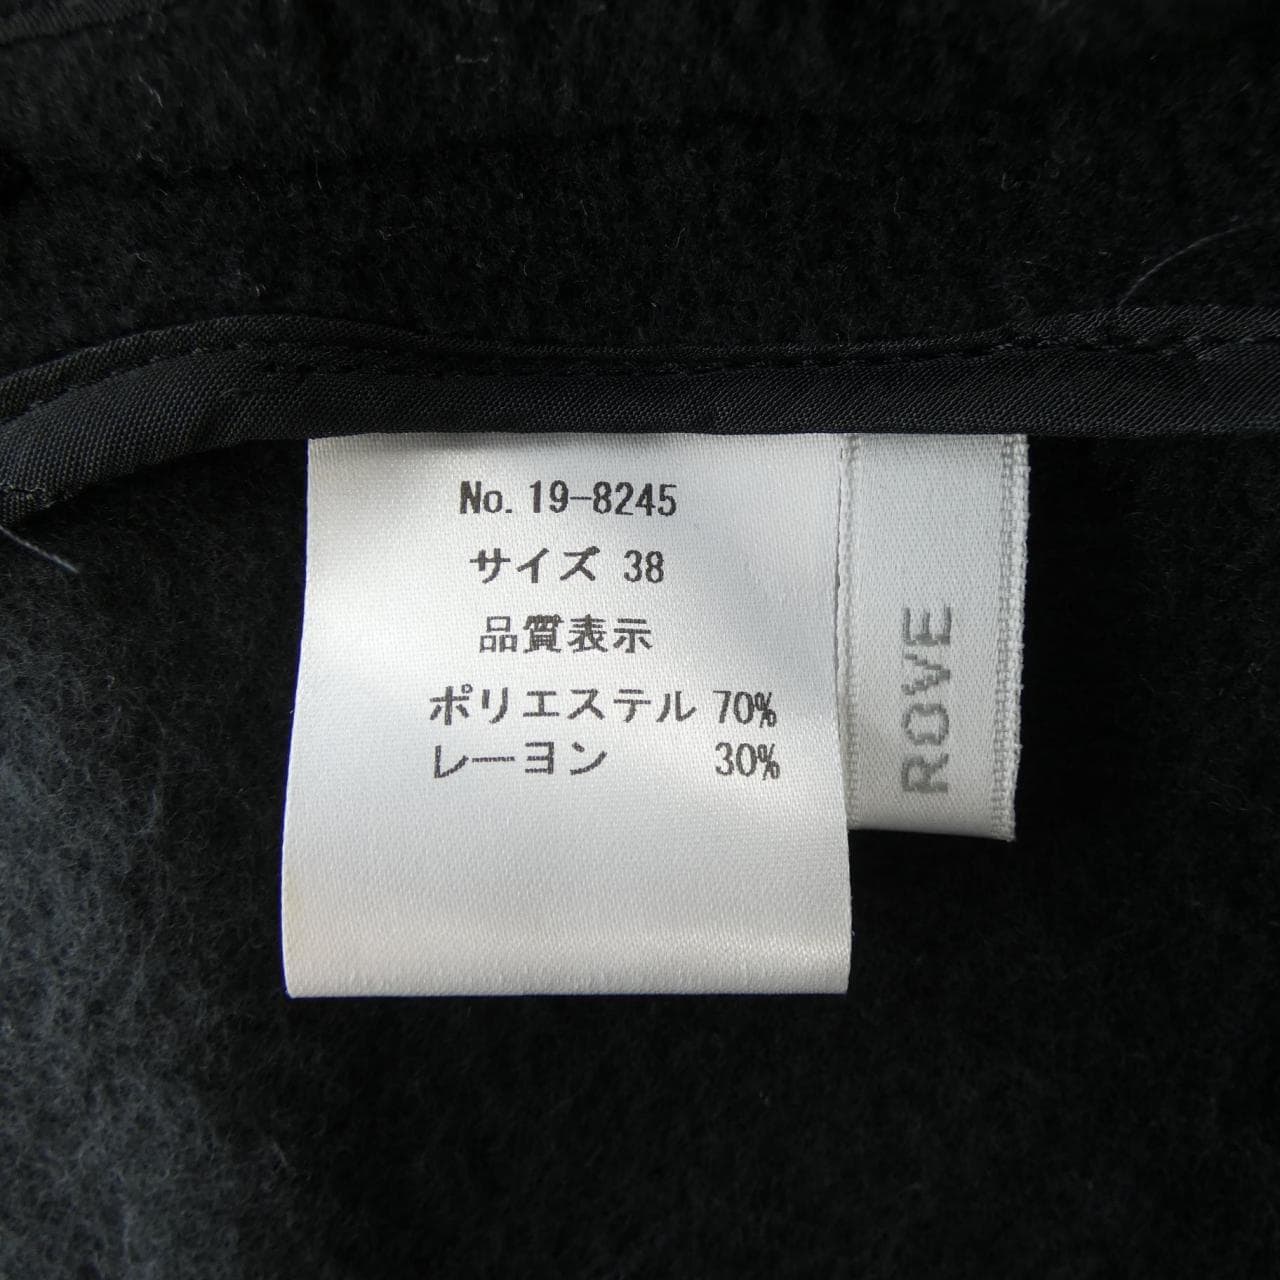 No. 19-8245
サイズ 38
品質表示
ポリエステル 70%
レーヨン 30%
ROVE